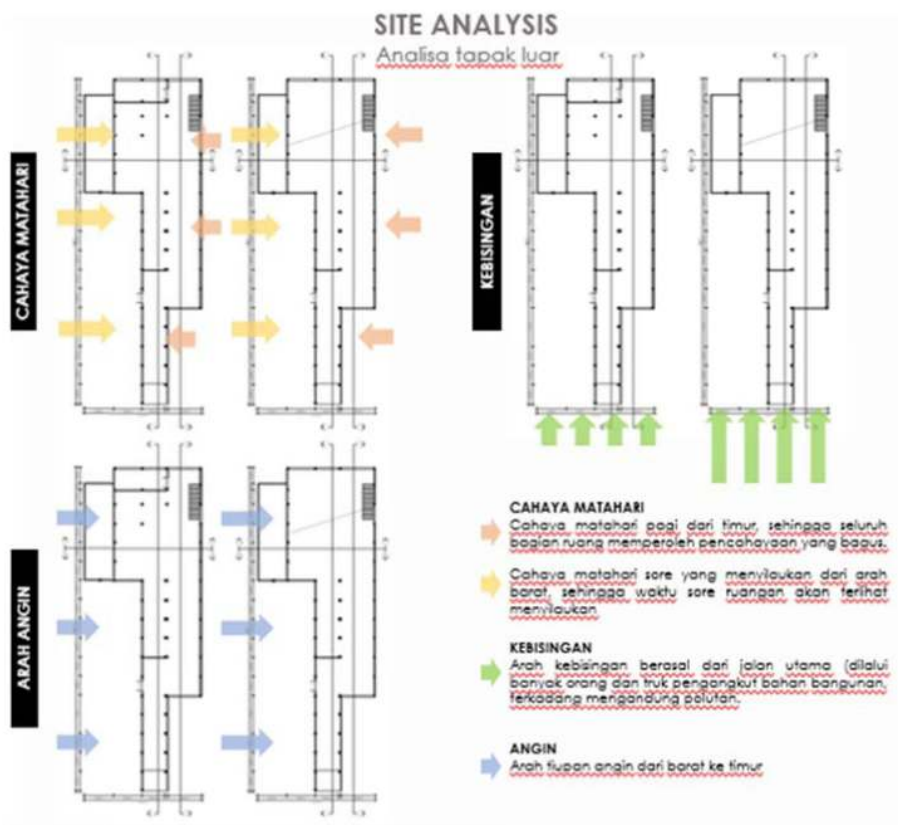 SITE ANALYSIS
Analisa tapak luar
CAHAYA MATAHARI
KEBISINGAN
ARAH ANGIN
CAHAYA MATAHARI
Cahaya matahari pagi dari timur, sehingga seluruh
bagian ruang memperoleh pencahayaan yang bagus.
Cahaya matahari sore yang menyilaukan dari arah
barat, sehingga waktu sore ruangan akan terlihat
menyilaukan
KEBISINGAN
Arah kebisingan berasal dari jalan utama (dilalui
banyak orang dan truk pengangkut bahan bangunan,
terkadang mengandung polutan.
ANGIN
Arah tiupan angin dari barat ke timur